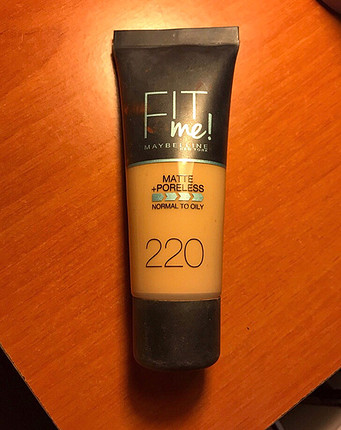 FIT
me!
MAYBELLINE
NEW YORK
MATTE
+PORELESS
NORMAL TO OILY
220